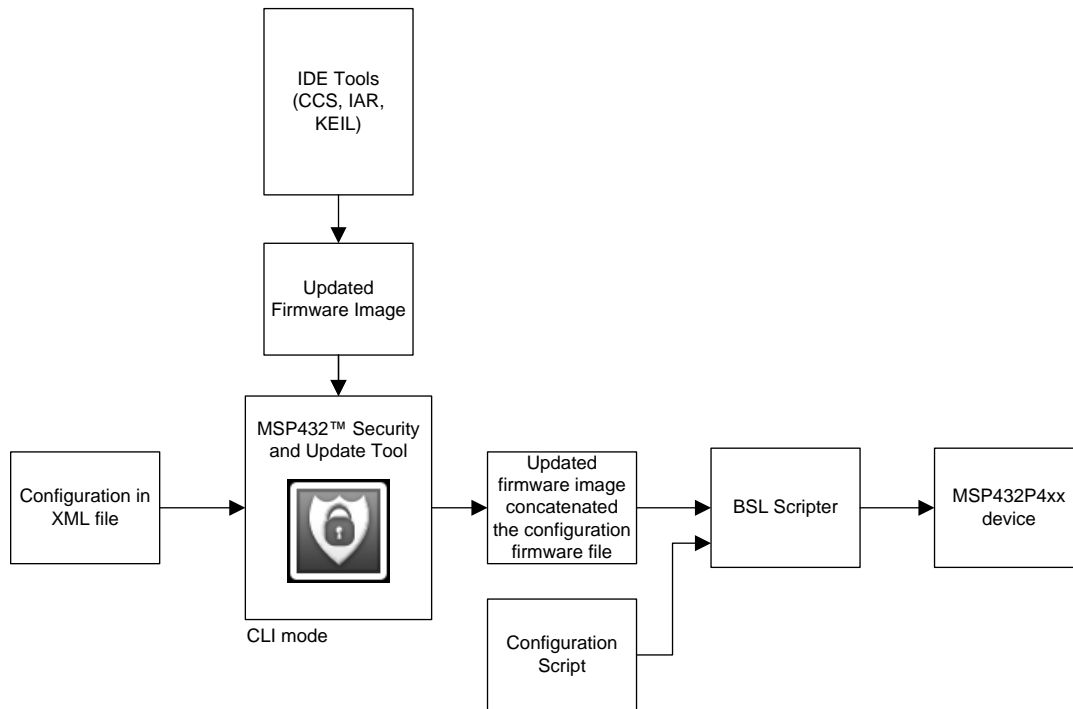 IDE Tools
(CCS, IAR,
KEIL)
Updated
Firmware Image
MSP432™ Security
and Update Tool
Configuration in
XML file
Updated
firmware image
concatenated
the configuration
firmware file
BSL Scripter
MSP432P4xx
device
CLI mode
Configuration
Script